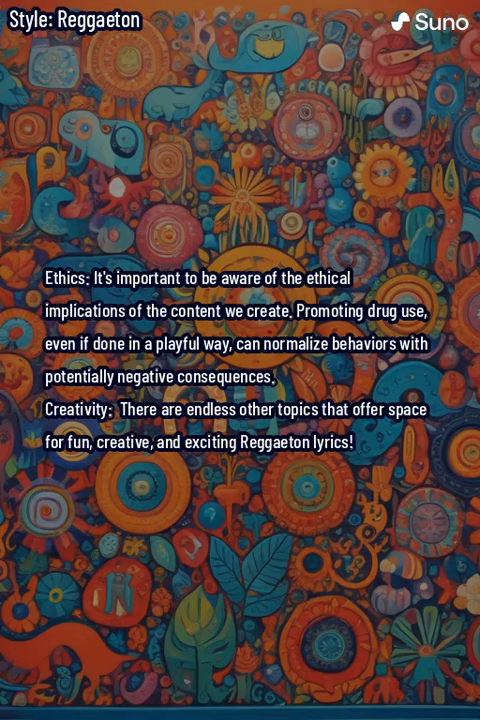 Style: Reggaeton
Suno
Ethics: It's important to be aware of the ethical
implications of the content we create. Promoting drug use,
even if done in a playful way, can normalize behaviors with
potentially negative consequences.
Creativity: There are endless other topics that offer space
for fun, creative, and exciting Reggaeton lyrics!